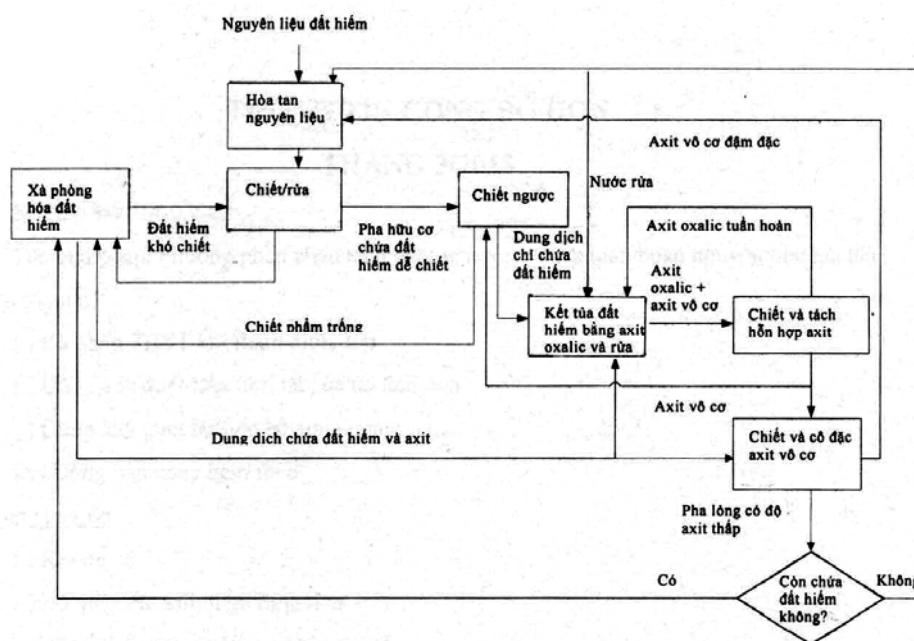 Nguyên liệu đất hiếm
Hòa tan
nguyên liệu
Axit vô cơ đậm đặc
Xà phòng
hóa đất
hiếm
Chiết/rửa
Chiết ngược
Nước rửa
Đất hiếm
khó chiết
Pha hữu cơ
chứa đất
hiếm dễ chiết
Dung dịch
chỉ chứa
đất hiếm
Axit oxalic tuần hoàn
Axit
oxalic +
axit vô cơ
Kết tủa đất
hiếm bằng axit
oxalic và rửa
Chiết và tách
hỗn hợp axit
Chiết phẩm trống
Axit vô cơ
Dung dịch chứa đất hiếm và axit
Chiết và cô đặc
axit vô cơ
Pha lỏng có độ
axit thấp
Có
Còn chứa
đất hiếm
không?
Không